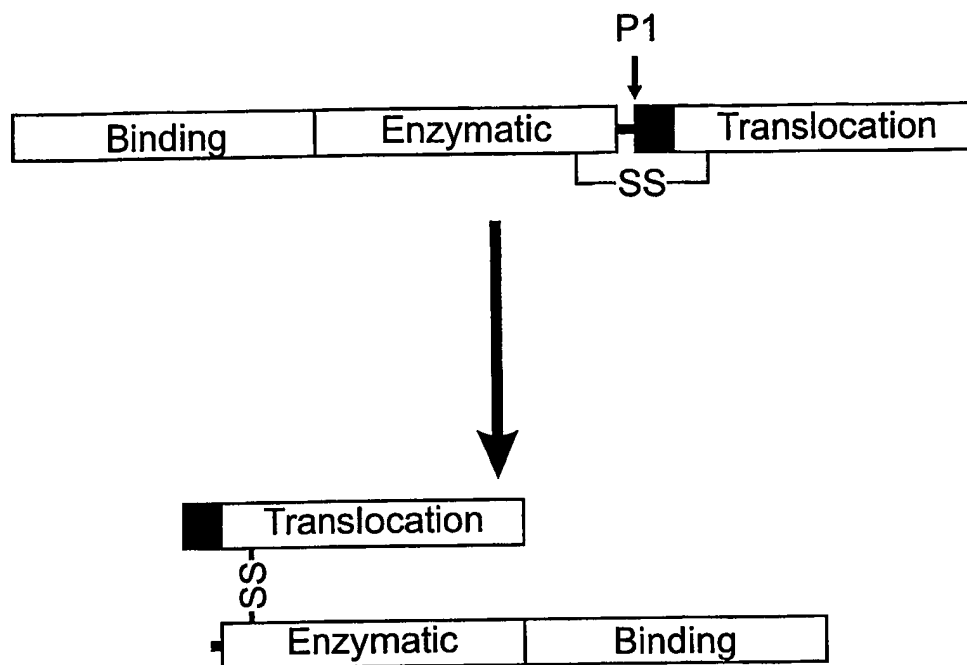 P1
Binding Enzymatic Translocation
SS
Translocation
SS
Enzymatic Binding